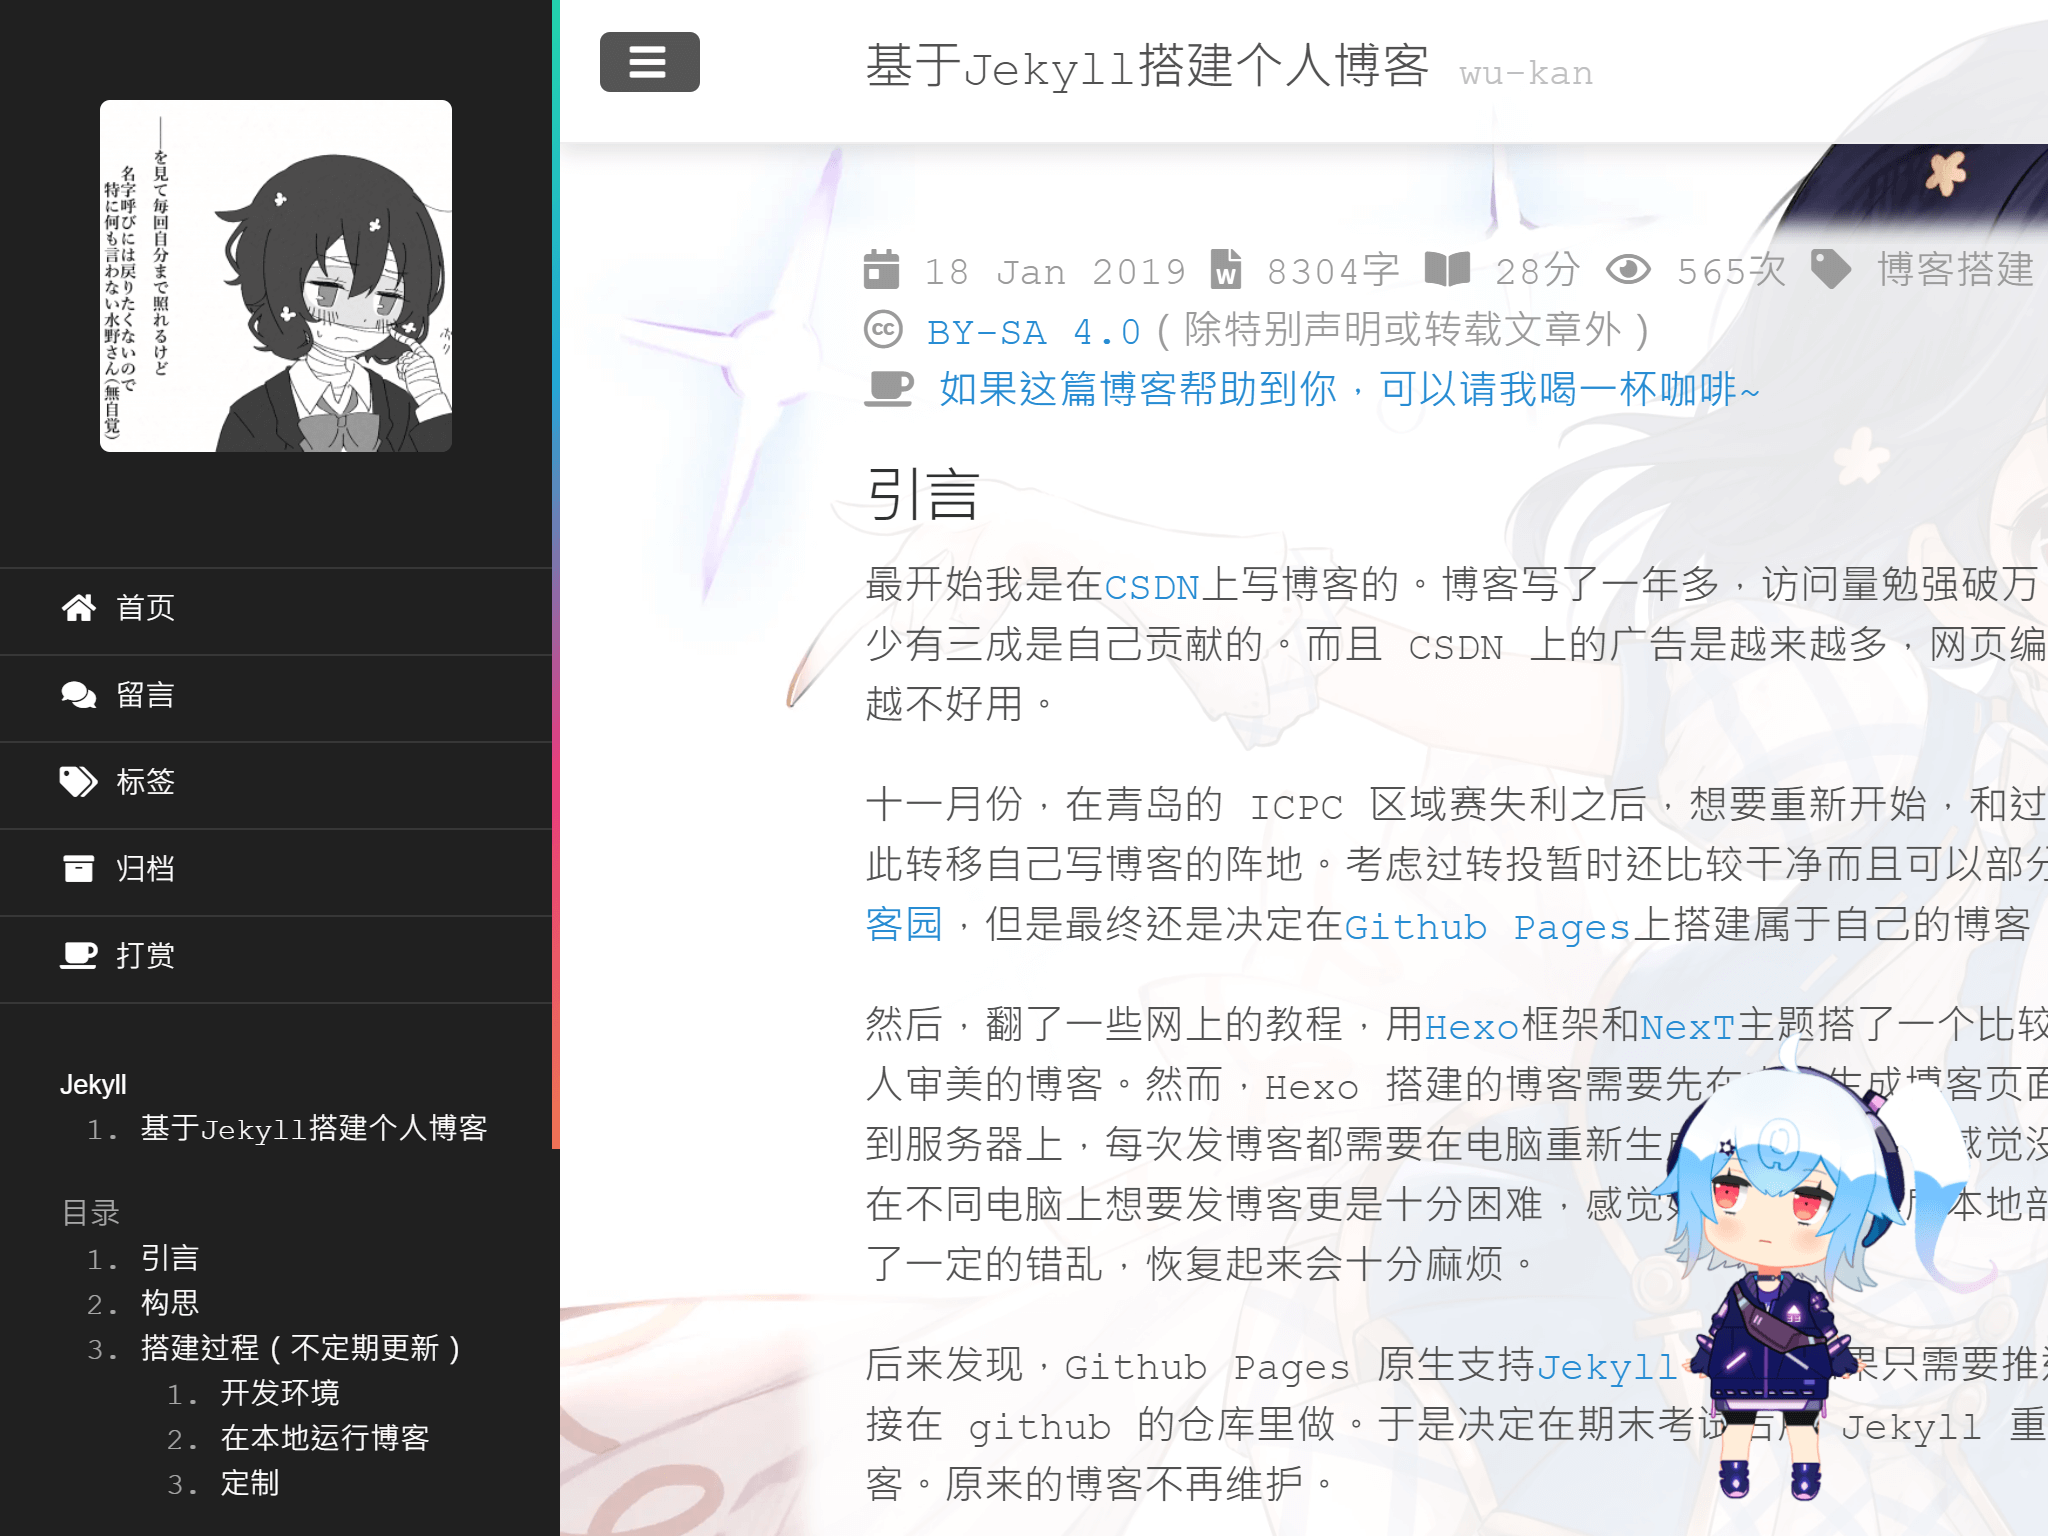 ——を見て毎回自分まで照れるけど
名字呼びには戻りたくないので
特に何も言わない水野さん(無自覚)
首页
留言
标签
归档
打赏
Jekyll
1. 基于Jekyll搭建个人博客
目录
1. 引言
2. 构思
3. 搭建过程（不定期更新）
1. 开发环境
2. 在本地运行博客
3. 定制
基于Jekyll搭建个人博客 wu-kan
18 Jan 2019 8304字 28分 565次 博客搭建
BY-SA 4.0（除特别声明或转载文章外）
如果这篇博客帮助到你，可以请我喝一杯咖啡~
引言
最开始我是在CSDN上写博客的。博客写了一年多，访问量勉强破万
少有三成是自己贡献的。而且 CSDN 上的广告是越来越多，网页编
越不好用。
十一月份，在青岛的 ICPC 区域赛失利之后，想要重新开始，和过
此转移自己写博客的阵地。考虑过转投暂时还比较干净而且可以部分
客园，但是最终还是决定在Github Pages上搭建属于自己的博客
然后，翻了一些网上的教程，用Hexo框架和NexT主题搭了一个比较
人审美的博客。然而，Hexo 搭建的博客需要先在 生成博客页面
到服务器上，每次发博客都需要在电脑重新生 感觉没
在不同电脑上想要发博客更是十分困难，感觉 本地部
了一定的错乱，恢复起来会十分麻烦。
后来发现，Github Pages 原生支持Jekyll 果只需要推送
接在 github 的仓库里做。于是决定在期末考试后用 Jekyll 重
客。原来的博客不再维护。